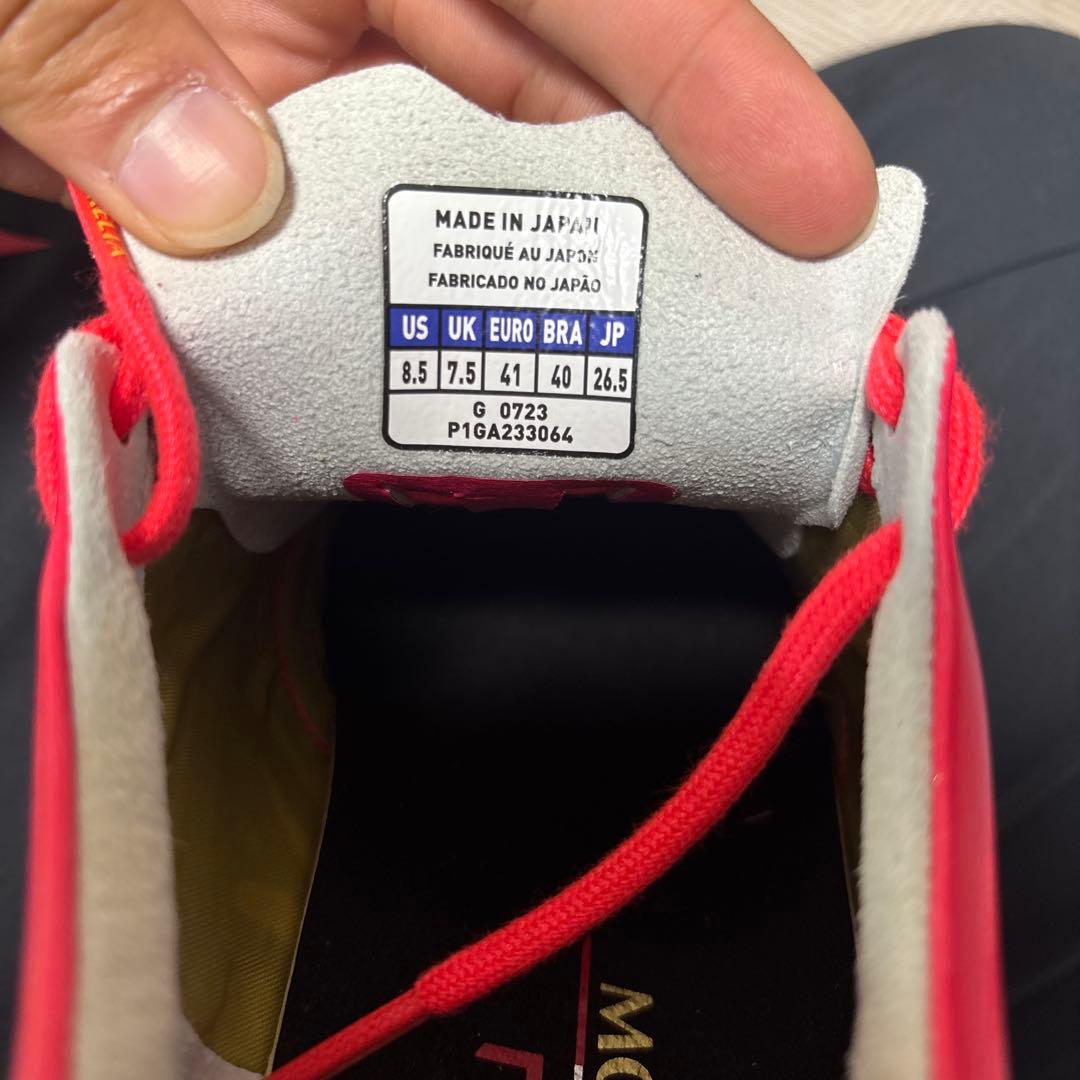 MADE IN JAPAN
FABRIQUÉ AU JAPON
FABRICADO NO JAPÃO
US UK EURO BRA JP
8.5 7.5 41 40 26.5
G 0723
P1GA233064